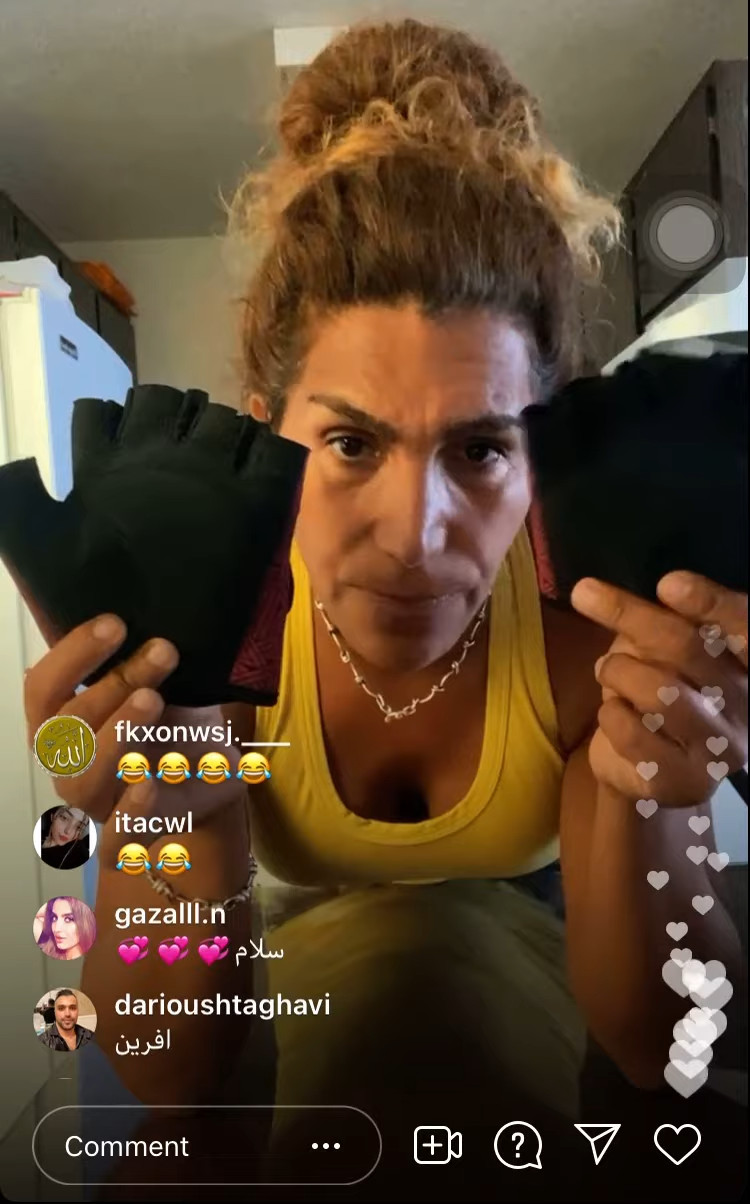 fkxonwsj.___
😂😂😂😂
itacwl
😂😂
gazalll.n
سلام💞💞💞
darioushtaghavi
افرین
Comment